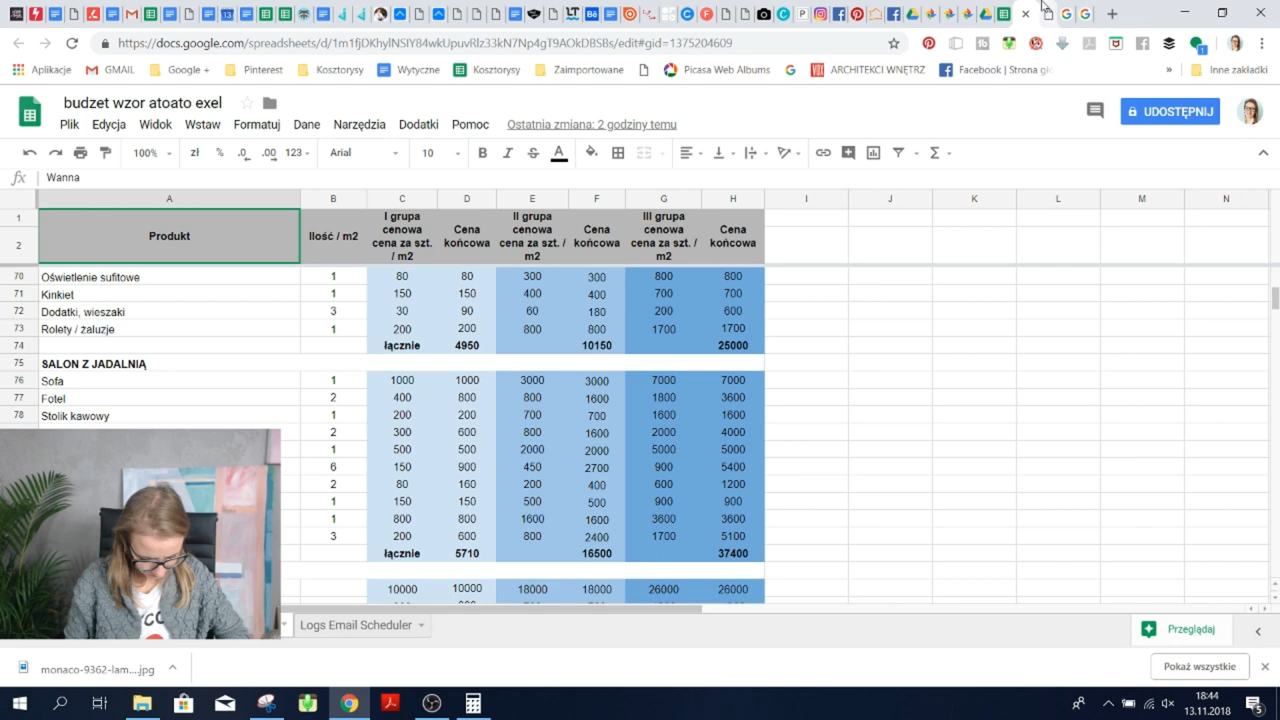 https://docs.google.com/spreadsheets/d/1m1fjDKhylNSlVB4wkUpuxRlz33kN7Np4gT9AOkDBSBs/edit#gid=1375204609
Aplikacje GMAIL Google + Pinterest Kosztorysy Wytyczne Kosztorysy Zaimportowane Picasa Web Albums ARCHITEKCI WNĘTRZ Facebook | Strona gł » Inne zakładki
budzet wzor atoato exel
UDOSTĘPNIJ
Plik Edycja Widok Wstaw Formatuj Dane Narzędzia Dodatki Pomoc Ostatnia zmiana: 2 godziny temu
100% zł % .0 .00 123 Arial 10 B I S A Σ
fx Wanna
A B C D E F G H I J K L M N
1 2 Produkt Ilość / m2 I grupa cenowa cena za szt. / m2 Cena końcowa II grupa cenowa cena za szt. / m2 Cena końcowa III grupa cenowa cena za szt. / m2 Cena końcowa
70 Oświetlenie sufitowe 1 80 80 300 300 800 800
71 Kinkiet 1 150 150 400 400 700 700
72 Dodatki, wieszaki 3 30 90 60 180 200 600
73 Rolety / żaluzje 1 200 200 800 800 1700 1700
74 łącznie 4950 10150 25000
75 SALON Z JADALNIĄ
76 Sofa 1 1000 1000 3000 3000 7000 7000
77 Fotel 2 400 800 800 1600 1800 3600
78 Stolik kawowy 1 200 200 700 700 1600 1600
2 300 600 800 1600 2000 4000
1 500 500 2000 2000 5000 5000
6 150 900 450 2700 900 5400
2 80 160 200 400 600 1200
1 150 150 500 500 900 900
1 800 800 1600 1600 3600 3600
3 200 600 800 2400 1700 5100
łącznie 5710 16500 37400
10000 10000 18000 18000 26000 26000
Logs Email Scheduler
Przeglądaj
monaco-9362-lam....jpg
Pokaż wszystkie
18:44
13.11.2018
5